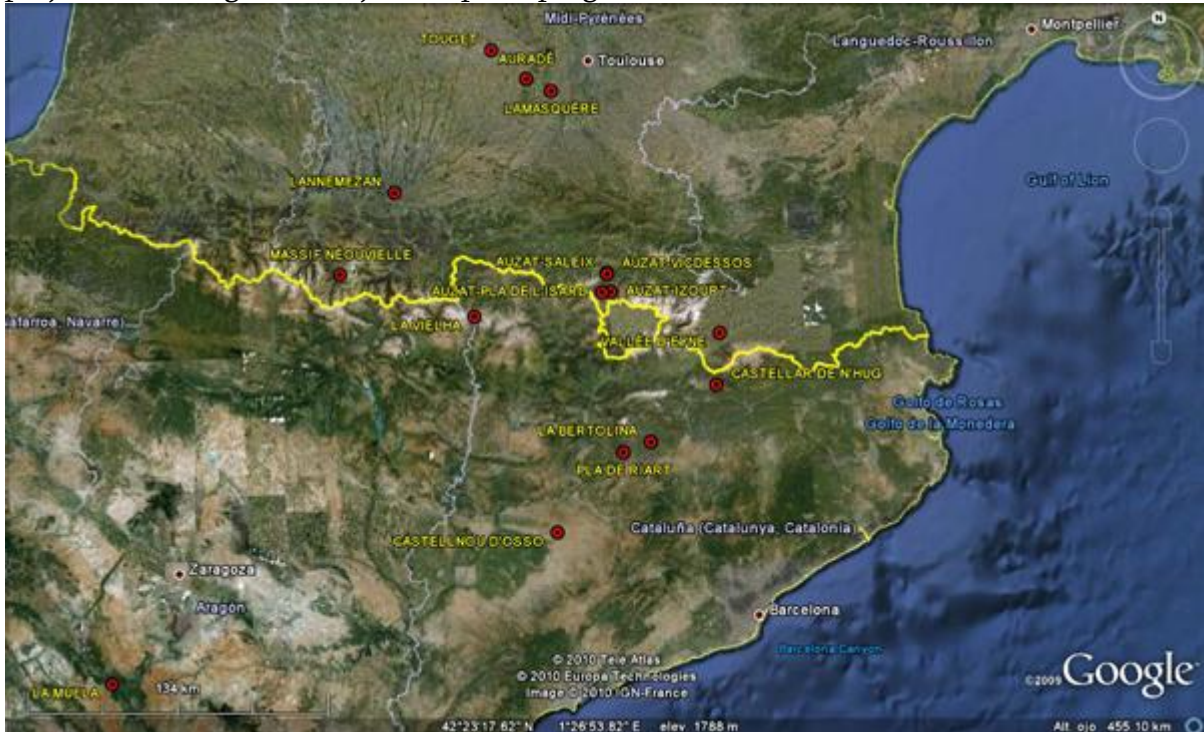 Midi-Pyrénées
Montpellier
N
TOUGET
Languedoc-Roussillon
AURADÉ
Toulouse
LAMASQUÈRE
LANNEMEZAN
Gulf of Lion
MASSIF NÉOUVIELLE
AUZAT-SALEIX
AUZAT-VICDESSOS
AUZAT-PLA DE L'ISARD
AUZAT-IZOURT
afarroa, Navarre)
LA VIELHA
VALLÉE D'EYNE
CASTELLAR DE N'HUG
Golfo de Rosas
Golfo de la Monedera
LA BERTOLINA
PLA DE RIART
Cataluña (Catalunya, Catalonia)
CASTELLNOU D'OSSO
Zaragoza
Aragón
Barcelona
Barcelona Canyon
© 2010 Tele Atlas
© 2010 Europa Technologies
Image © 2010 IGN-France
©2009 Google
LA MUELA
134 km
42°23'17.62" N 1°26'53.82" E elev. 1788 m
Alt. ojo 455.10 km